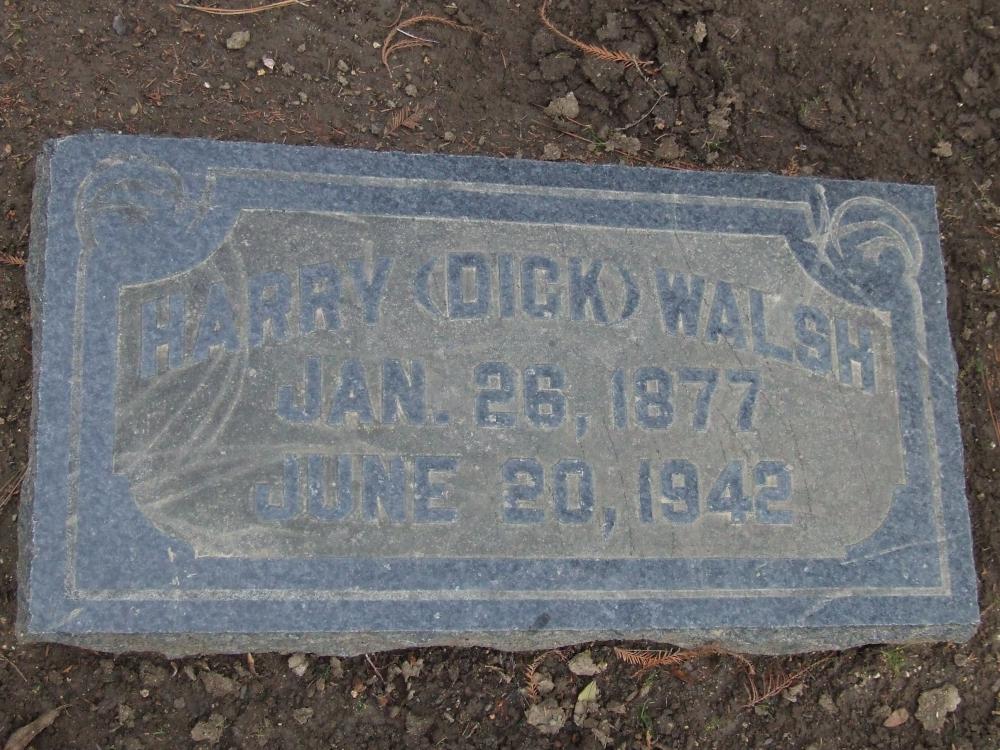 HARRY (DICK) WALSH
JAN. 26, 1877
JUNE 20, 1942